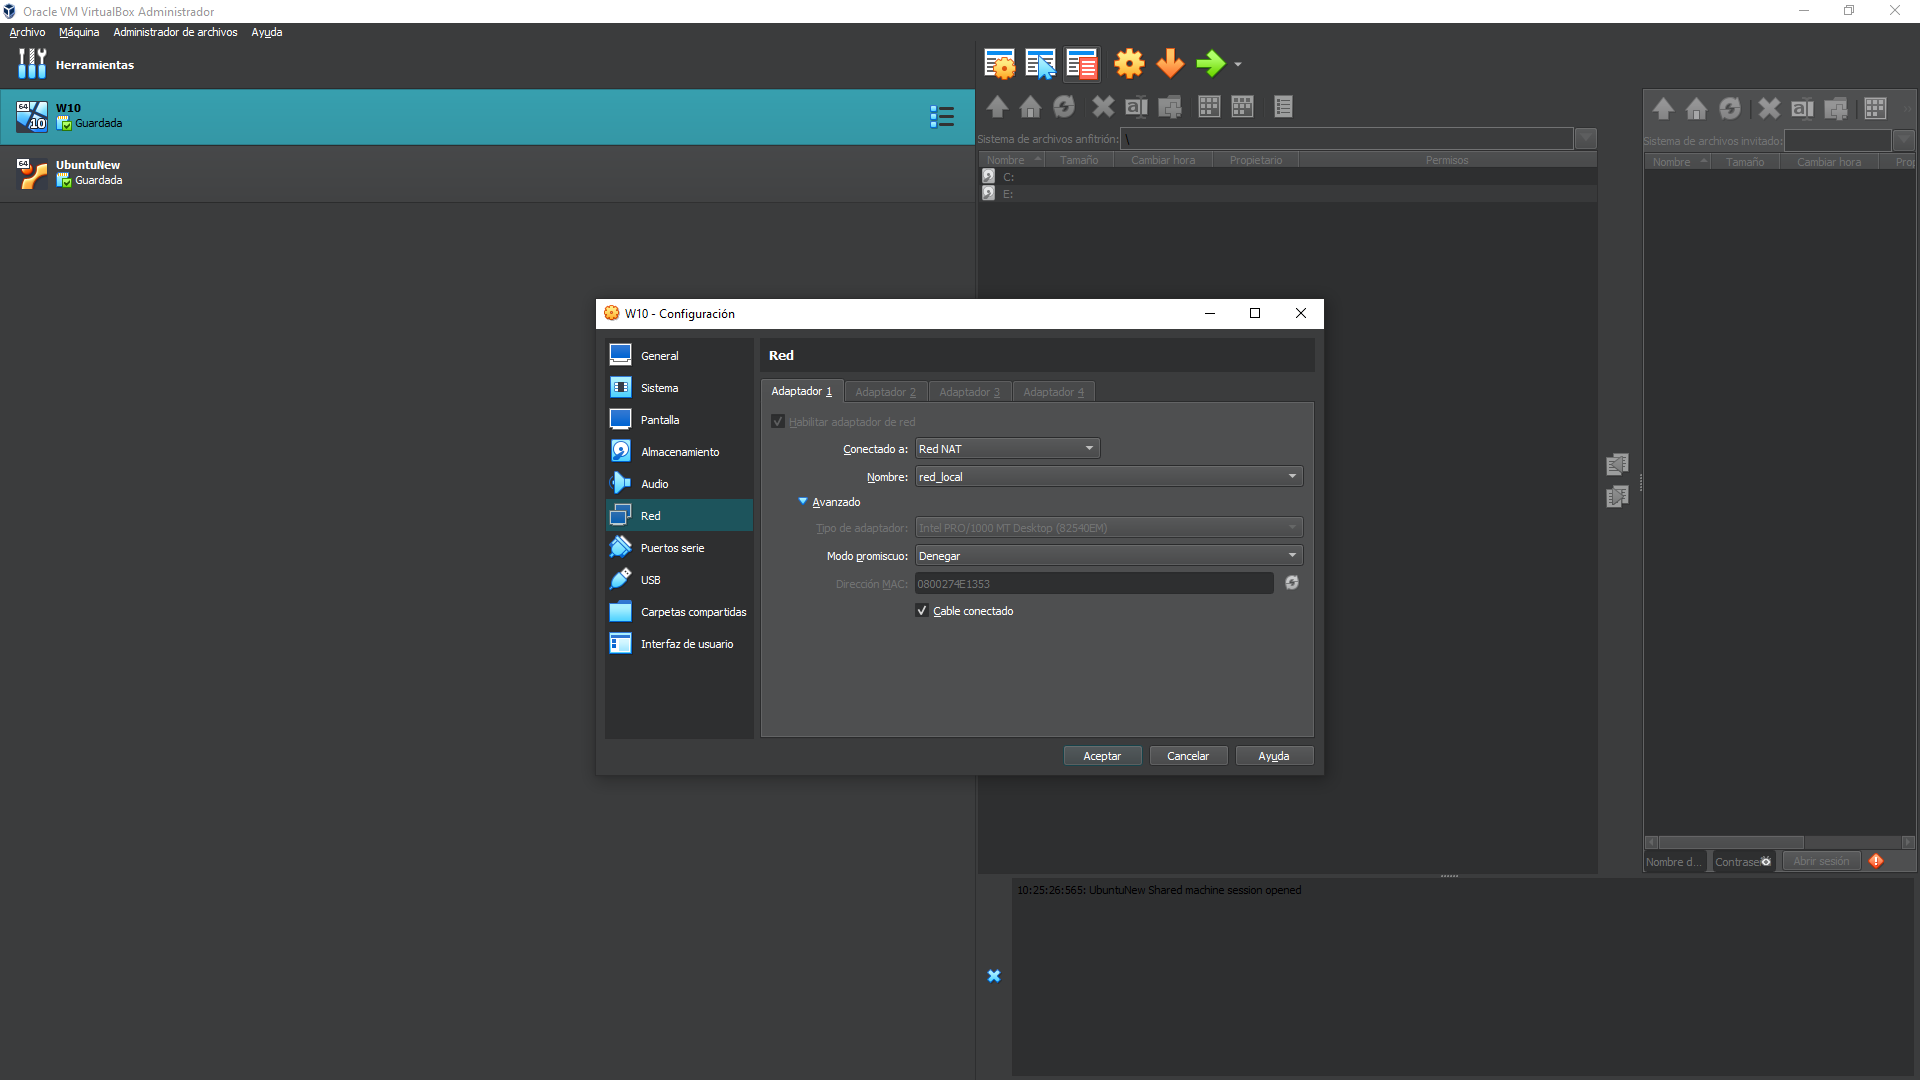 Oracle VM VirtualBox Administrador
Archivo Máquina Administrador de archivos Ayuda
Herramientas
64
10
W10
Guardada
64
UbuntuNew
Guardada
Sistema de archivos anfitrión: \
Nombre Tamaño Cambiar hora Propietario Permisos
C:
E:
Sistema de archivos invitado:
Nombre Tamaño Cambiar hora Prop
W10 - Configuración
General
Sistema
Pantalla
Almacenamiento
Audio
Red
Puertos serie
USB
Carpetas compartidas
Interfaz de usuario
Red
Adaptador 1 Adaptador 2 Adaptador 3 Adaptador 4
Habilitar adaptador de red
Conectado a: Red NAT
Nombre: red_local
Avanzado
Tipo de adaptador: Intel PRO/1000 MT Desktop (82540EM)
Modo promiscuo: Denegar
Dirección MAC: 0800274E1353
Cable conectado
Aceptar Cancelar Ayuda
Nombre d... Contrase Abrir sesión
10:25:26:565: UbuntuNew Shared machine session opened